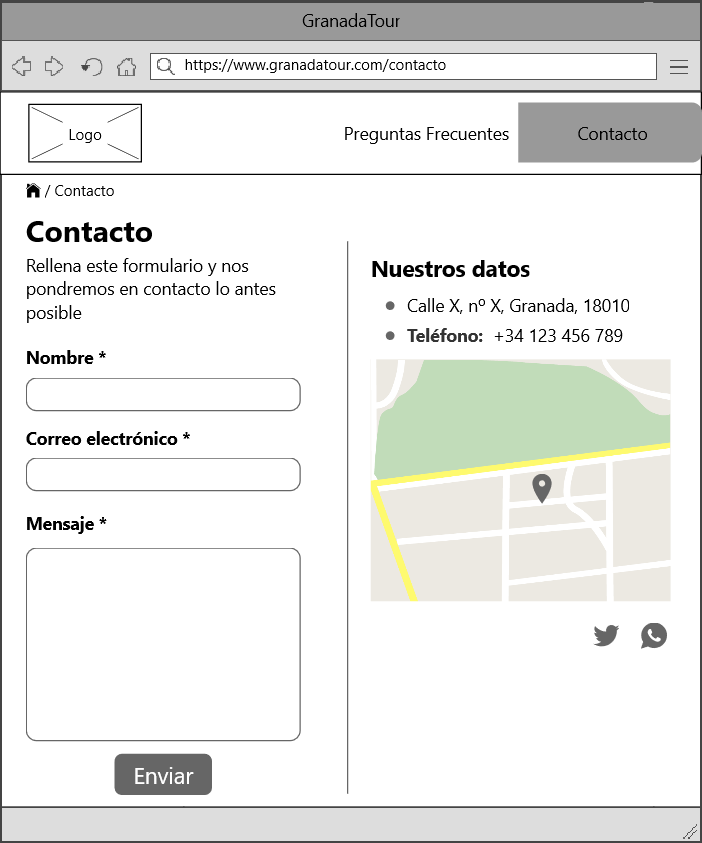 GranadaTour
https://www.granadatour.com/contacto
Logo
Preguntas Frecuentes
Contacto
/ Contacto
Contacto
Rellena este formulario y nos
pondremos en contacto lo antes
posible
Nombre *
Correo electrónico *
Mensaje *
Enviar
Nuestros datos
Calle X, nº X, Granada, 18010
Teléfono: +34 123 456 789